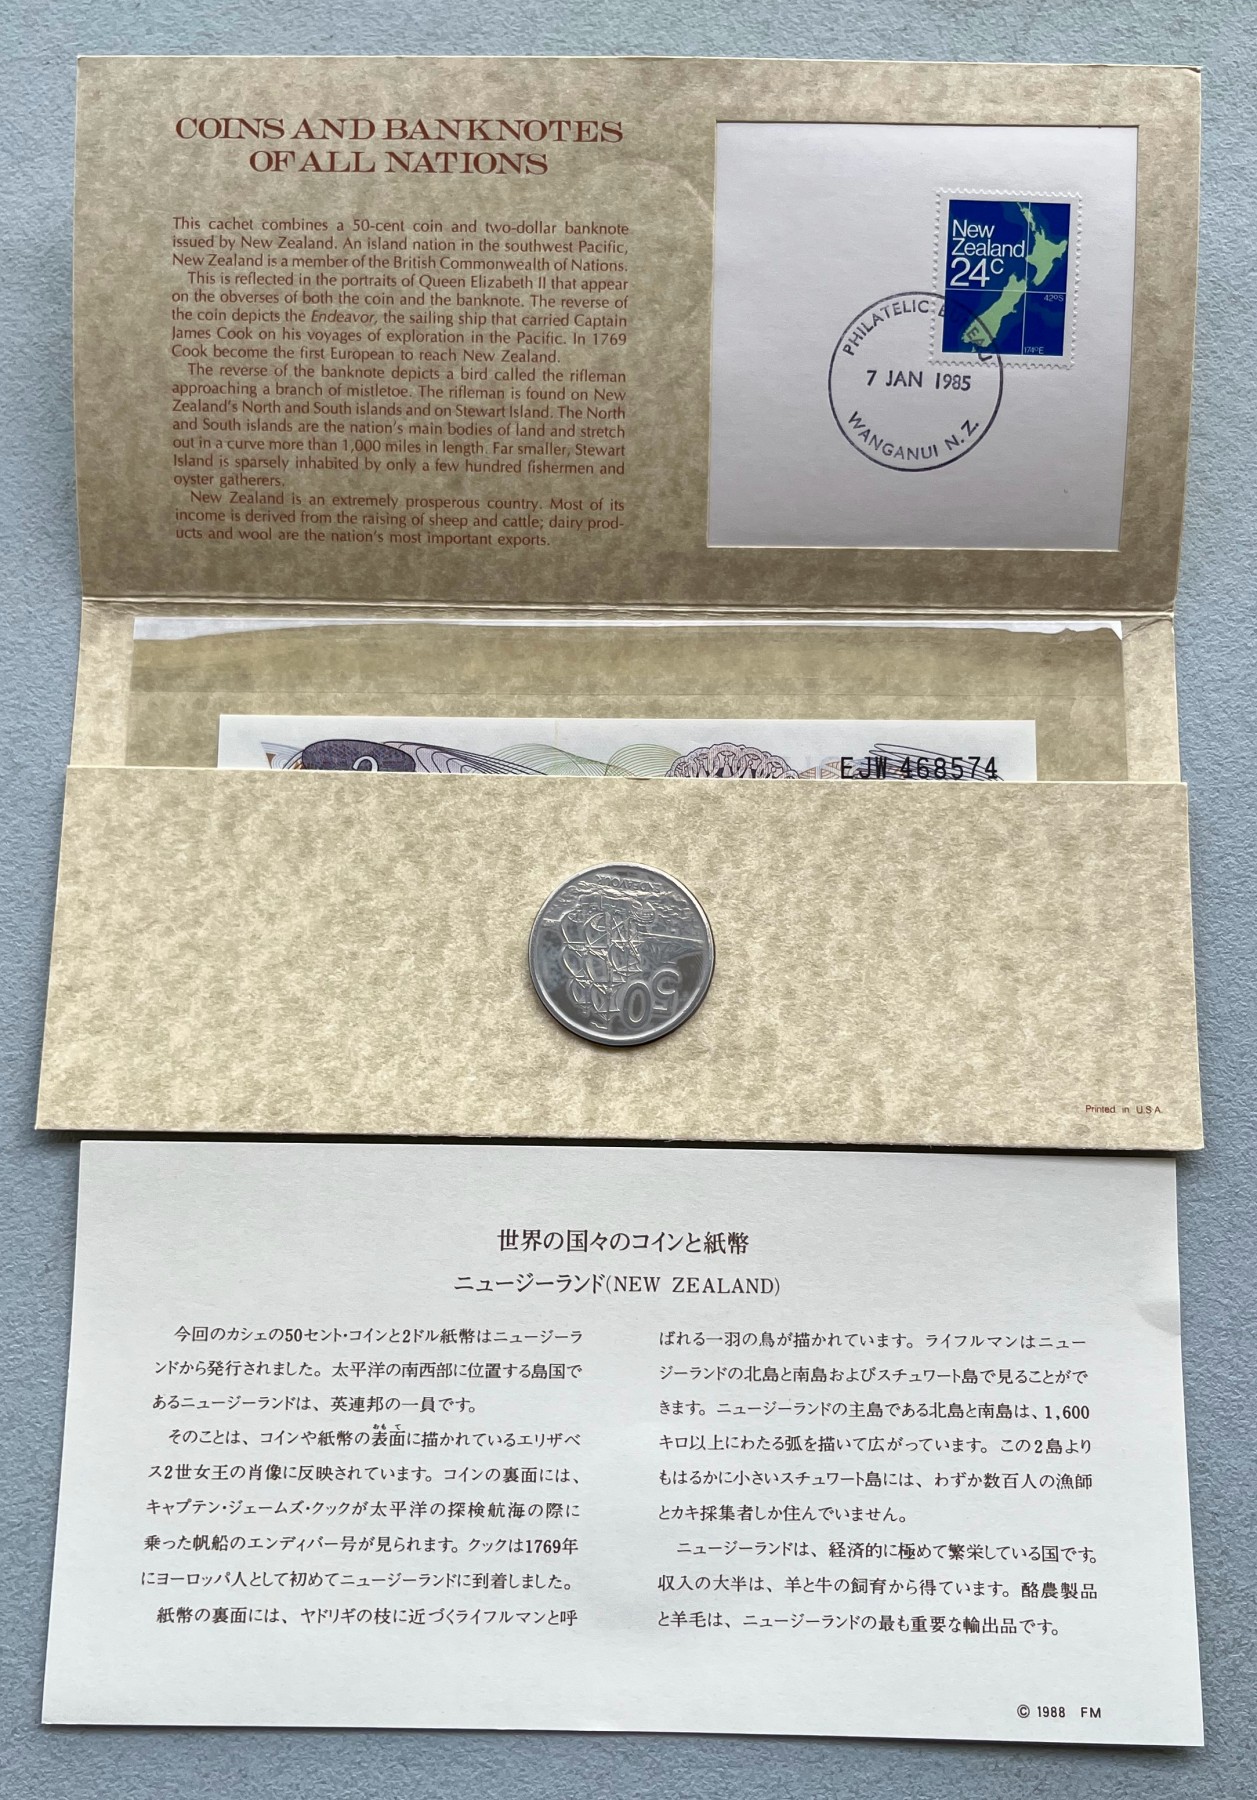 COINS AND BANKNOTES
OF ALL NATIONS
This cachet combines a 50-cent coin and two-dollar banknote
issued by New Zealand. An island nation in the southwest Pacific,
New Zealand is a member of the British Commonwealth of Nations.
This is reflected in the portraits of Queen Elizabeth II that appear
on the obverses of both the coin and the banknote. The reverse of
the coin depicts the Endeavor, the sailing ship that carried Captain
James Cook on his voyages of exploration in the Pacific. In 1769
Cook become the first European to reach New Zealand.
The reverse of the banknote depicts a bird called the rifleman
approaching a branch of mistletoe. The rifleman is found on New
Zealand's North and South islands and on Stewart Island. The North
and South islands are the nation's main bodies of land and stretch
out in a curve more than 1,000 miles in length. Far smaller, Stewart
Island is sparsely inhabited by only a few hundred fishermen and
oyster gatherers.
New Zealand is an extremely prosperous country. Most of its
income is derived from the raising of sheep and cattle; dairy prod-
ucts and wool are the nation's most important exports.
New
Zealand
24c
42°S
174°E
PHILATELIC BUREAU
7 JAN 1985
WANGANUI N.Z.
2
EJW 468574
ENDEAVOUR
50
Printed in U.S.A.
世界の国々のコインと紙幣
ニュージーランド(NEW ZEALAND)
今回のカシェの50セント・コインと2ドル紙幣はニュージーラ
ンドから発行されました。太平洋の南西部に位置する島国で
あるニュージーランドは、英連邦の一員です。
おもて
そのことは、コインや紙幣の表面に描かれているエリザベ
ス2世女王の肖像に反映されています。コインの裏面には、
キャプテン・ジェームズ・クックが太平洋の探検航海の際に
乗った帆船のエンディバー号が見られます。クックは1769年
にヨーロッパ人として初めてニュージーランドに到着しました。
紙幣の裏面には、ヤドリギの枝に近づくライフルマンと呼
ばれる一羽の鳥が描かれています。ライフルマンはニュー
ジーランドの北島と南島およびスチュワート島で見ることがで
きます。ニュージーランドの主島である北島と南島は、1,600
キロ以上にわたる弧を描いて広がっています。この2島より
もはるかに小さいスチュワート島には、わずか数百人の漁師
とカキ採集者しか住んでいません。
ニュージーランドは、経済的に極めて繁栄している国です。
収入の大半は、羊と牛の飼育から得ています。酪農製品
と羊毛は、ニュージーランドの最も重要な輸出品です。
© 1988 FM